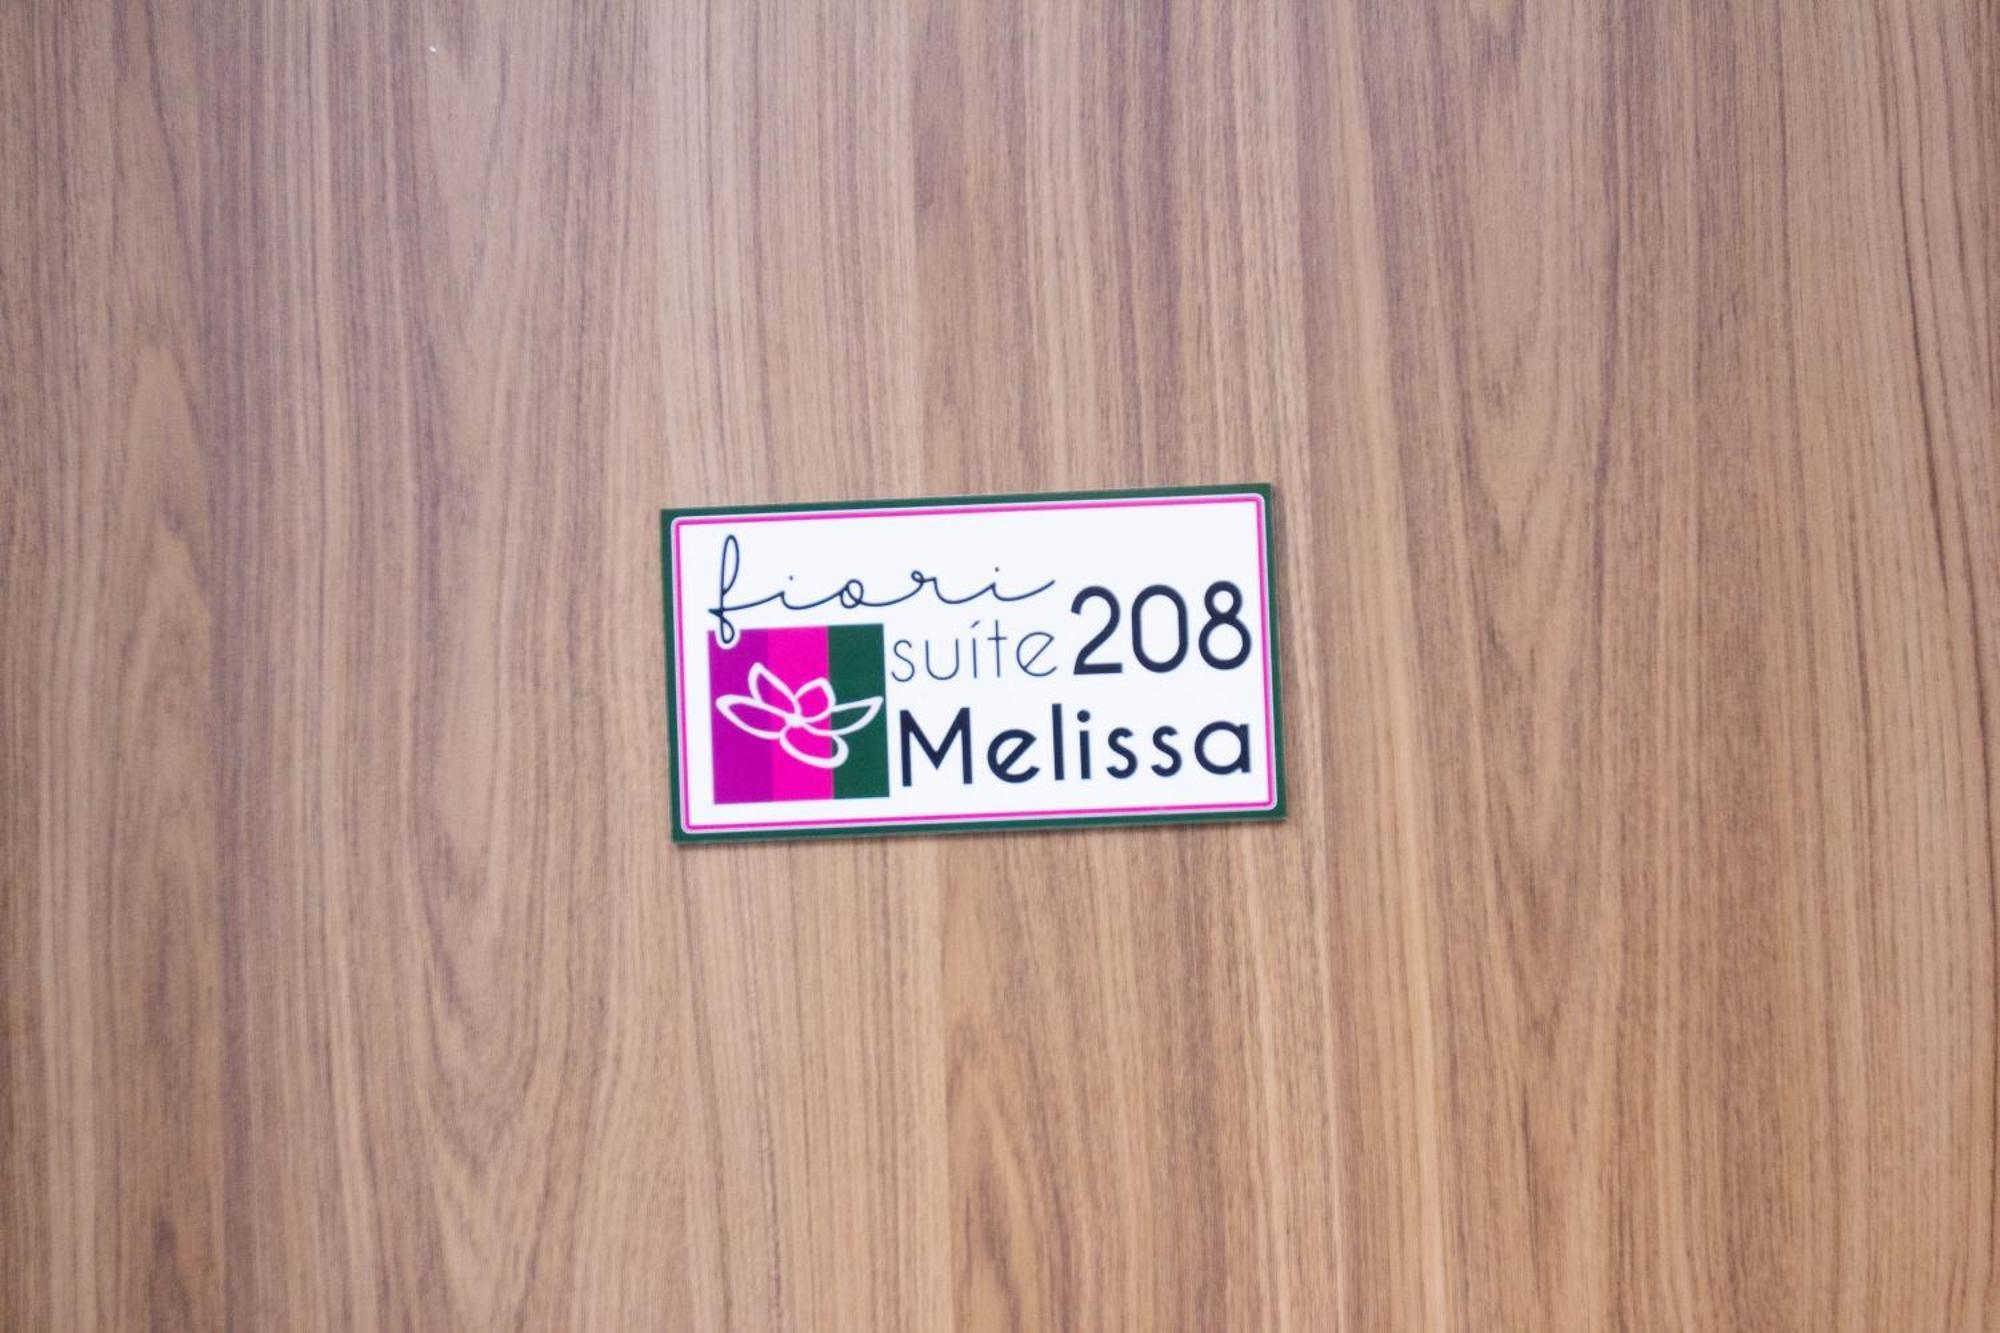 fiori
suíte 208
Melissa